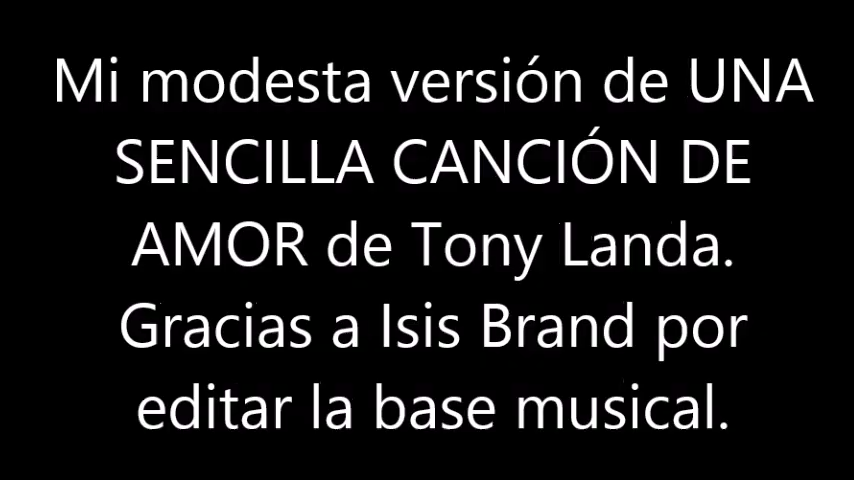 Mi modesta versión de UNA
SENCILLA CANCIÓN DE
AMOR de Tony Landa.
Gracias a Isis Brand por
editar la base musical.